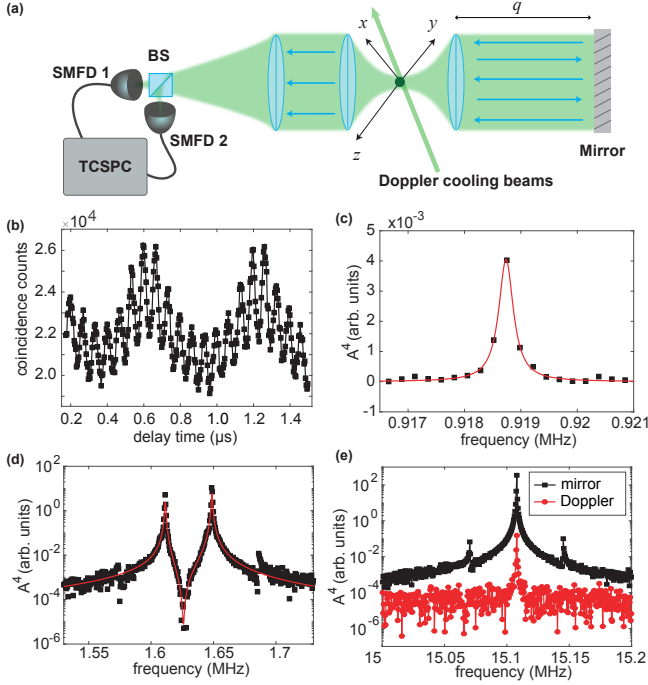 (a)
BS
SMFD 1
SMFD 2
TCSPC
x
y
z
q
Mirror
Doppler cooling beams
(b)
×10⁴
coincidence counts
2.6
2.4
2.2
2.0
0.2 0.4 0.6 0.8 1.0 1.2 1.4
delay time (µs)
(c)
×10⁻³
A⁴ (arb. units)
5
4
3
2
1
0
-1
0.917 0.918 0.919 0.92 0.921
frequency (MHz)
(d)
A⁴ (arb. units)
10²
10⁰
10⁻²
10⁻⁴
10⁻⁶
1.55 1.6 1.65 1.7
frequency (MHz)
(e)
mirror
Doppler
A⁴ (arb. units)
10²
10⁰
10⁻²
10⁻⁴
10⁻⁶
15 15.05 15.1 15.15 15.2
frequency (MHz)